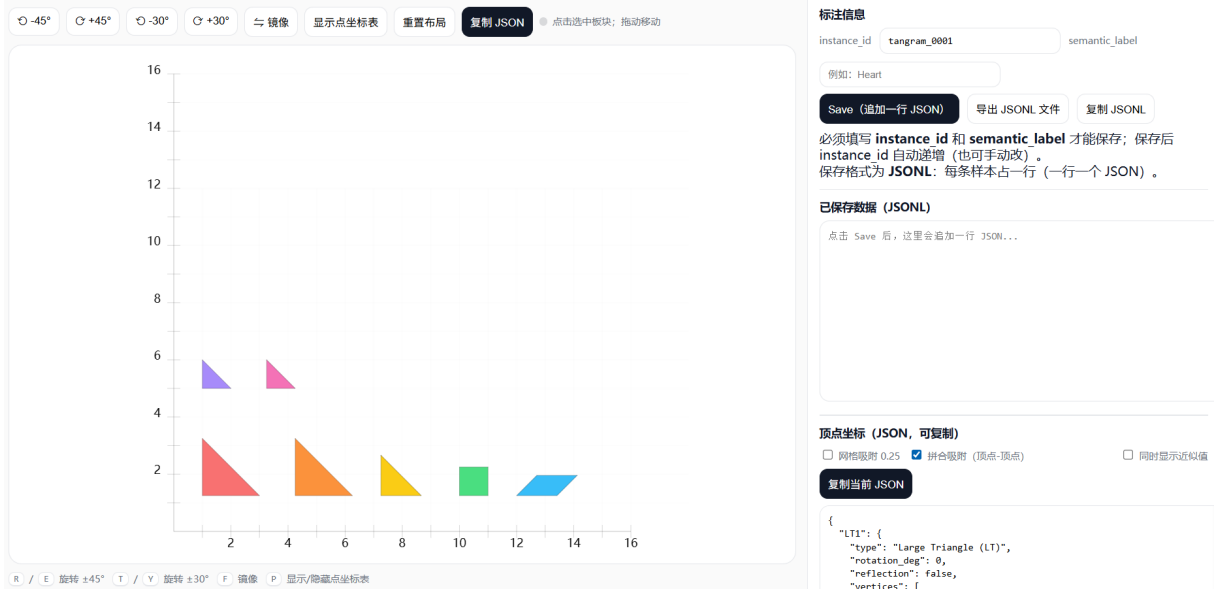 -45° +45° -30° +30° 镜像 显示点坐标表 重置布局 复制 JSON 点击选中板块；拖动移动
16
14
12
10
8
6
4
2
2 4 6 8 10 12 14 16
R / E 旋转 ±45° T / Y 旋转 ±30° F 镜像 P 显示/隐藏点坐标表
标注信息
instance_id tangram_0001 semantic_label
例如：Heart
Save（追加一行 JSON） 导出 JSONL 文件 复制 JSONL
必须填写 instance_id 和 semantic_label 才能保存；保存后
instance_id 自动递增（也可手动改）。
保存格式为 JSONL：每条样本占一行（一行一个 JSON）。
已保存数据（JSONL）
点击 Save 后，这里会追加一行 JSON...
顶点坐标（JSON，可复制）
网格吸附 0.25 拼合吸附（顶点-顶点） 同时显示近似值
复制当前 JSON
{
"LT1": {
"type": "Large Triangle (LT)",
"rotation_deg": 0,
"reflection": false,
"vertices": [